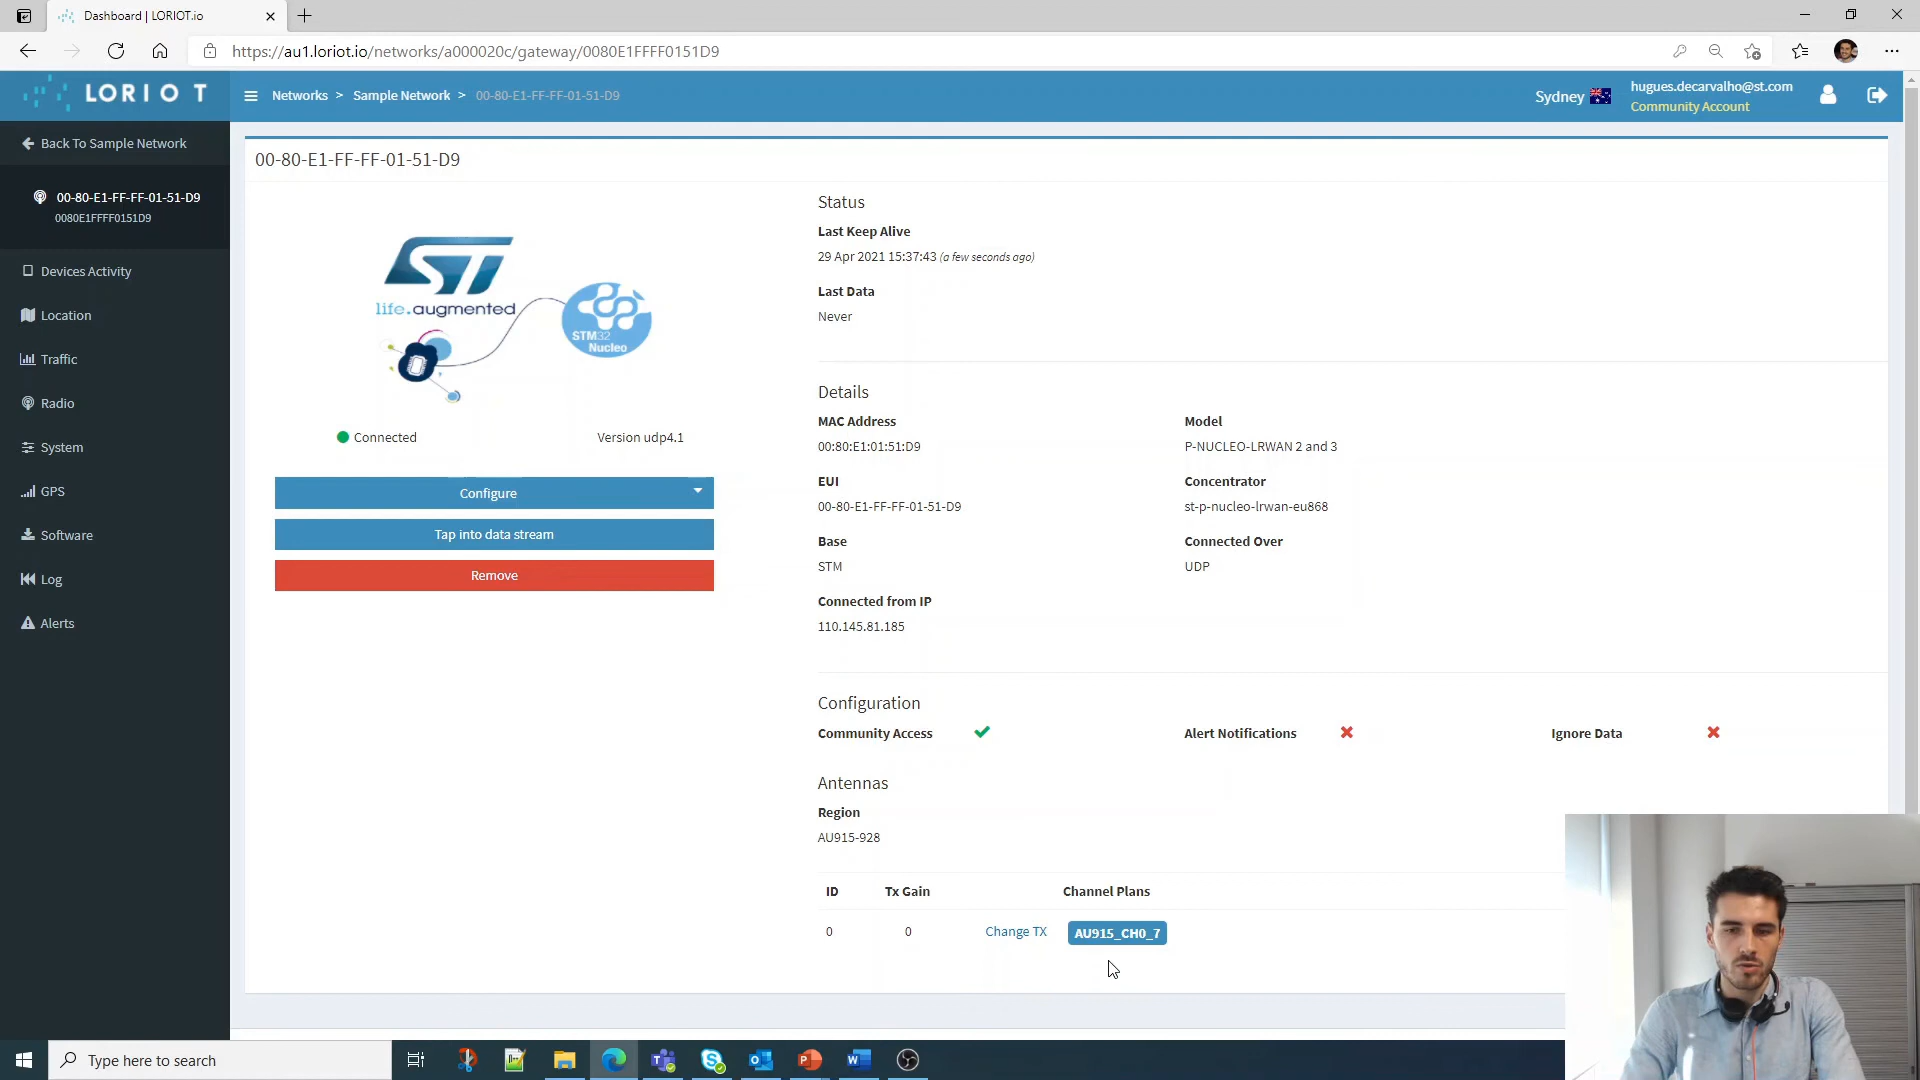 Dashboard | LORIOT.io
https://au1.loriot.io/networks/a000020c/gateway/0080E1FFFF0151D9
LORIOT
Networks > Sample Network > 00-80-E1-FF-FF-01-51-D9
Sydney
hugues.decarvalho@st.com
Community Account
Back To Sample Network
00-80-E1-FF-FF-01-51-D9
0080E1FFFF0151D9
Devices Activity
Location
Traffic
Radio
System
GPS
Software
Log
Alerts
00-80-E1-FF-FF-01-51-D9
ST
life.augmented
STM32
Nucleo
Connected
Version udp4.1
Configure
Tap into data stream
Remove
Status
Last Keep Alive
29 Apr 2021 15:37:43 (a few seconds ago)
Last Data
Never
Details
MAC Address
00:80:E1:01:51:D9
Model
P-NUCLEO-LRWAN 2 and 3
EUI
00-80-E1-FF-FF-01-51-D9
Concentrator
st-p-nucleo-lrwan-eu868
Base
STM
Connected Over
UDP
Connected from IP
110.145.81.185
Configuration
Community Access
Alert Notifications
Ignore Data
Antennas
Region
AU915-928
ID Tx Gain Channel Plans
0 0 Change TX AU915_CH0_7
Type here to search